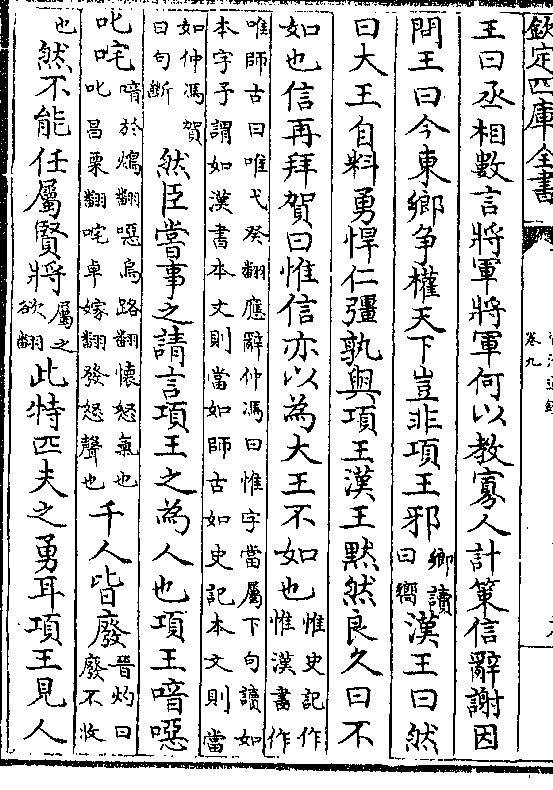 欽定四庫全書
卷九
王曰丞相數言將軍將軍何以教寡人計策信辭謝因
問王曰今東鄉争權天下豈非項王邪鄉讀曰嚮漢王曰然
曰大王自料勇悍仁彊孰與項王漢王黙然良久曰不
如也信再拜賀曰惟信亦以為大王不如也惟史記作惟漢書作
唯師古曰唯弋癸翻應辭仲馮曰惟字當屬下句讀如本字予謂如漢書本文則當如師古如史記本文則當
如仲馮賀曰句斷然臣嘗事之請言項王之為人也項王喑噁
叱咤喑於鴆翻噁烏路翻懷怒氣也叱昌栗翻咤卓嫁翻發怒聲也千人皆廢晉灼曰廢不收
也然不能任屬賢將屬之欲翻此特匹夫之勇耳項王見人